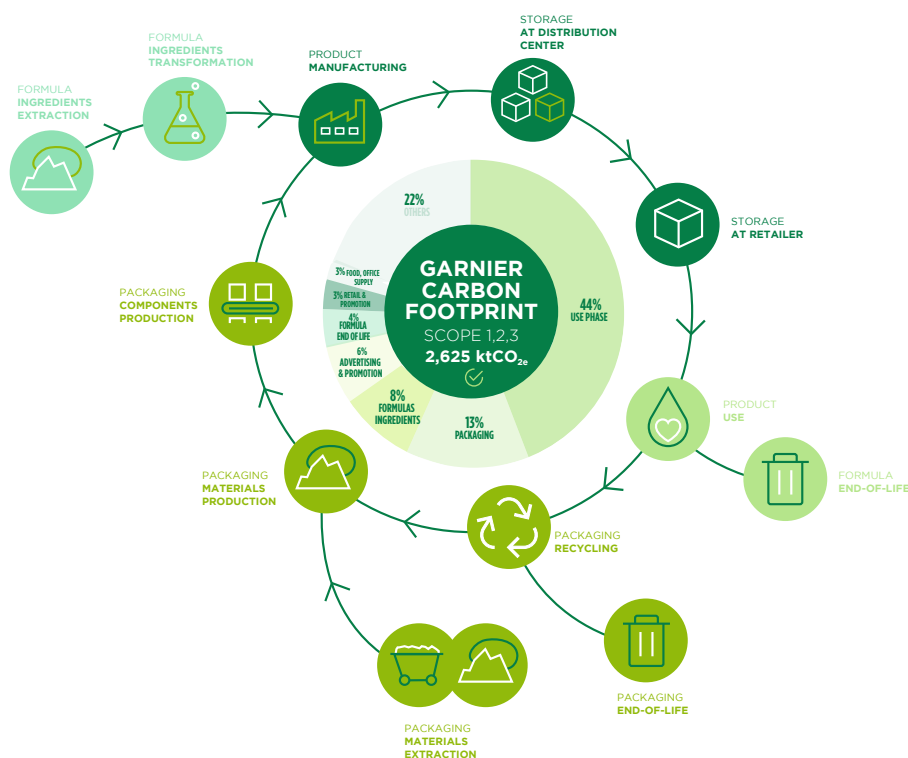 STORAGE
AT DISTRIBUTION
CENTER
FORMULA
INGREDIENTS
TRANSFORMATION
PRODUCT
MANUFACTURING
FORMULA
INGREDIENTS
EXTRACTION
STORAGE
AT RETAILER
22%
OTHERS
3% FOOD, OFFICE
SUPPLY
3% RETAIL &
PROMOTION
4%
FORMULA
END OF LIFE
6%
ADVERTISING
& PROMOTION
8%
FORMULAS
INGREDIENTS
13%
PACKAGING
44%
USE PHASE
GARNIER
CARBON
FOOTPRINT
SCOPE 1,2,3
2,625 ktCO2e
PACKAGING
COMPONENTS
PRODUCTION
PRODUCT
USE
FORMULA
END-OF-LIFE
PACKAGING
MATERIALS
PRODUCTION
PACKAGING
RECYCLING
PACKAGING
END-OF-LIFE
PACKAGING
MATERIALS
EXTRACTION